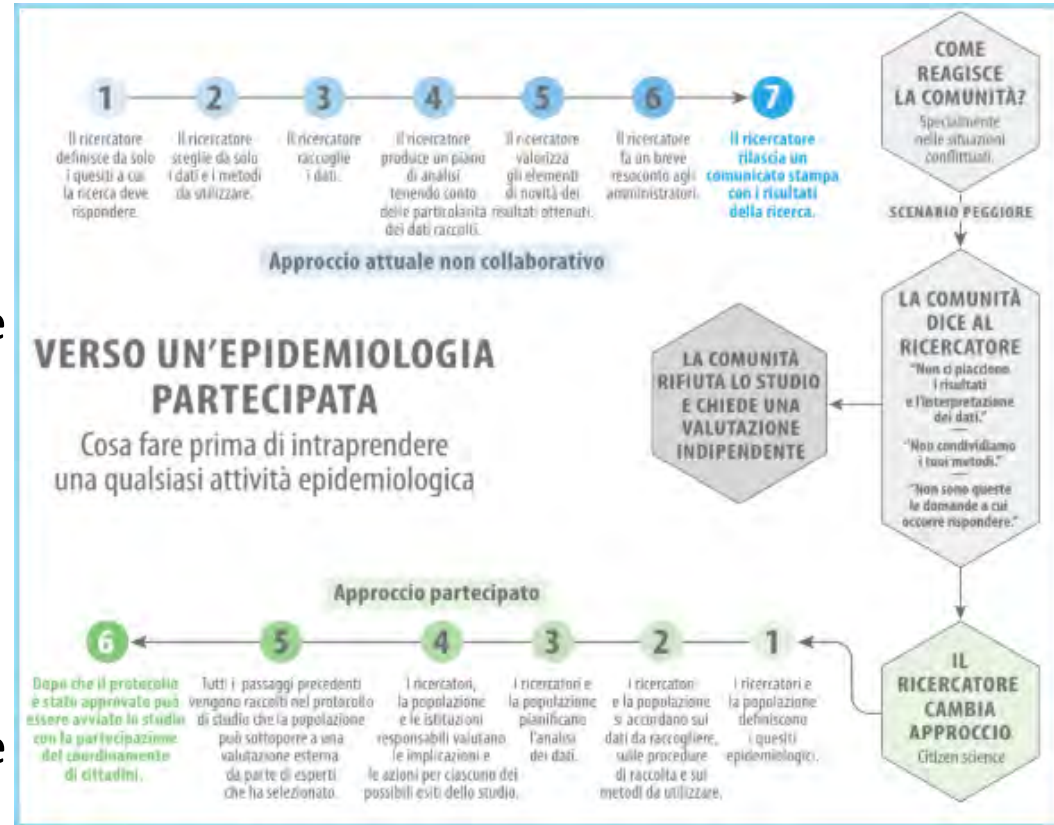 1
2
3
4
5
6
7
Il ricercatore
definisce da solo
i quesiti a cui
la ricerca deve
rispondere.
Il ricercatore
sceglie da solo
i dati e i metodi
da utilizzare.
Il ricercatore
raccoglie
i dati.
Il ricercatore
produce un piano
di analisi
tenendo conto
delle particolarità
dei dati raccolti.
Il ricercatore
valorizza
gli elementi
di novità dei
risultati ottenuti.
Il ricercatore
fa un breve
resoconto agli
amministratori.
Il ricercatore
rilascia un
comunicato stampa
con i risultati
della ricerca.
Approccio attuale non collaborativo
COME
REAGISCE
LA COMUNITÀ?
Specialmente
nelle situazioni
conflittuali.
SCENARIO PEGGIORE
LA COMUNITÀ
DICE AL
RICERCATORE
"Non ci piacciono
i risultati
e l'interpretazione
dei dati."
"Non condividiamo
i tuoi metodi."
"Non sono queste
le domande a cui
occorre rispondere."
LA COMUNITÀ
RIFIUTA LO STUDIO
E CHIEDE UNA
VALUTAZIONE
INDIPENDENTE
e
VERSO UN'EPIDEMIOLOGIA
PARTECIPATA
Cosa fare prima di intraprendere
una qualsiasi attività epidemiologica
IL
RICERCATORE
CAMBIA
APPROCCIO
Citizen science
Approccio partecipato
1
I ricercatori e
la popolazione
definiscono
i quesiti
epidemiologici.
2
I ricercatori
e la popolazione
si accordano sui
dati da raccogliere,
sulle procedure
di raccolta e sui
metodi da utilizzare.
3
I ricercatori e
la popolazione
pianificano
l'analisi
dei dati.
4
I ricercatori,
la popolazione
e le istituzioni
responsabili valutano
le implicazioni e
le azioni per ciascuno dei
possibili esiti dello studio.
5
Tutti i passaggi precedenti
vengono raccolti nel protocollo
di studio che la popolazione
può sottoporre a una
valutazione esterna
da parte di esperti
che ha selezionato.
6
Dopo che il protocollo
è stato approvato può
essere avviato lo studio
con la partecipazione
del coordinamento
di cittadini.
e